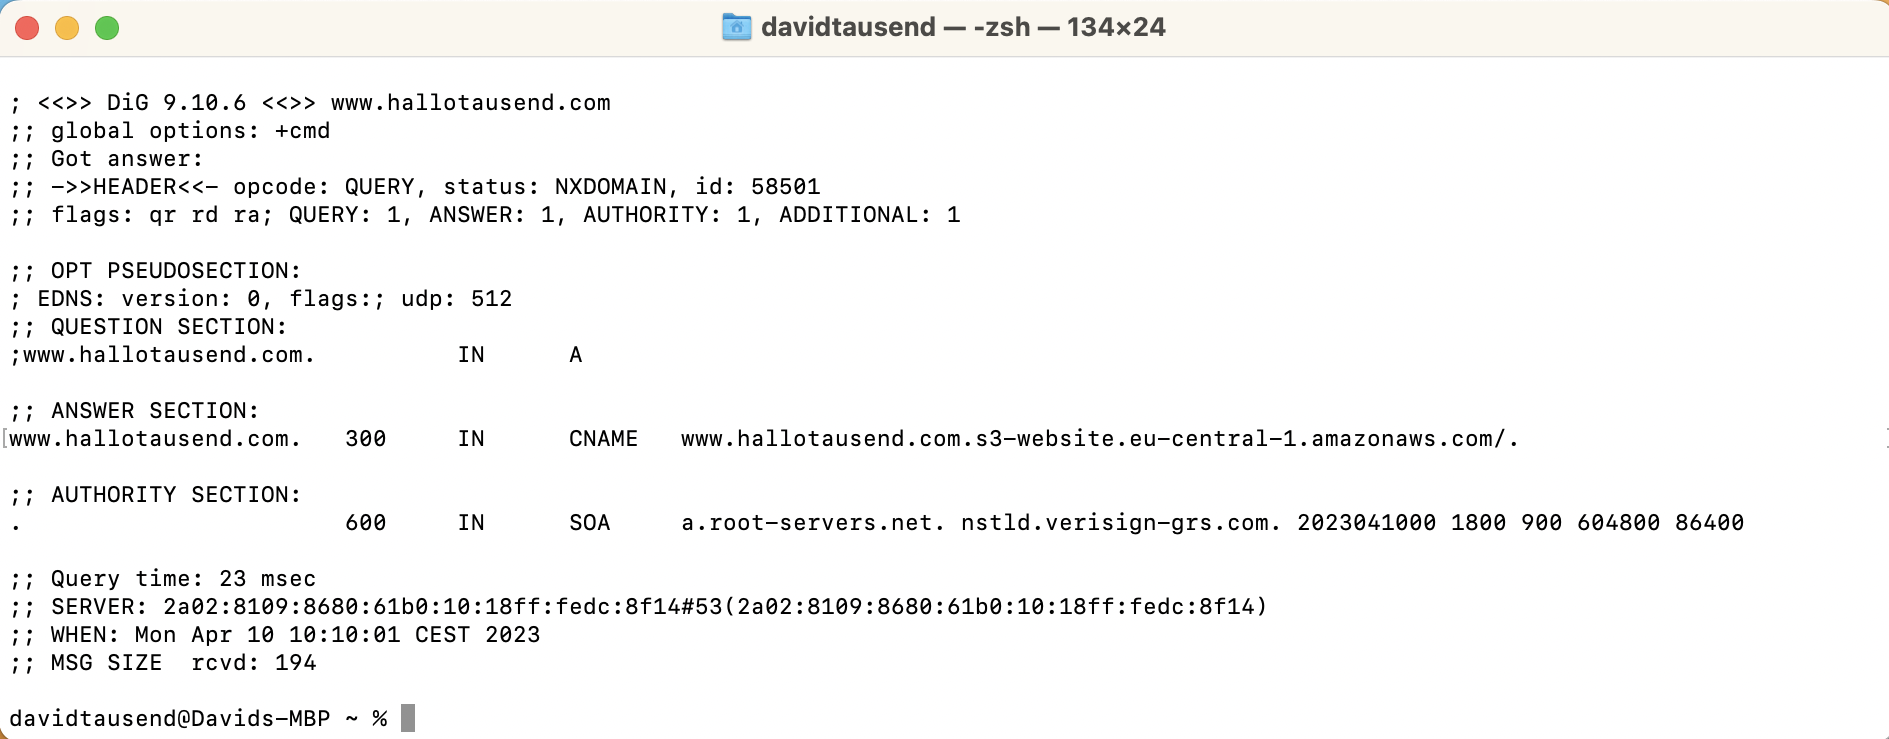 davidtausend — -zsh — 134×24
; <<>> DiG 9.10.6 <<>> www.hallotausend.com
;; global options: +cmd
;; Got answer:
;; ->>HEADER<<- opcode: QUERY, status: NXDOMAIN, id: 58501
;; flags: qr rd ra; QUERY: 1, ANSWER: 1, AUTHORITY: 1, ADDITIONAL: 1
;; OPT PSEUDOSECTION:
; EDNS: version: 0, flags:; udp: 512
;; QUESTION SECTION:
;www.hallotausend.com. IN A
;; ANSWER SECTION:
www.hallotausend.com. 300 IN CNAME www.hallotausend.com.s3-website.eu-central-1.amazonaws.com/.
;; AUTHORITY SECTION:
. 600 IN SOA a.root-servers.net. nstld.verisign-grs.com. 2023041000 1800 900 604800 86400
;; Query time: 23 msec
;; SERVER: 2a02:8109:8680:61b0:10:18ff:fedc:8f14#53(2a02:8109:8680:61b0:10:18ff:fedc:8f14)
;; WHEN: Mon Apr 10 10:10:01 CEST 2023
;; MSG SIZE rcvd: 194
davidtausend@Davids-MBP ~ %